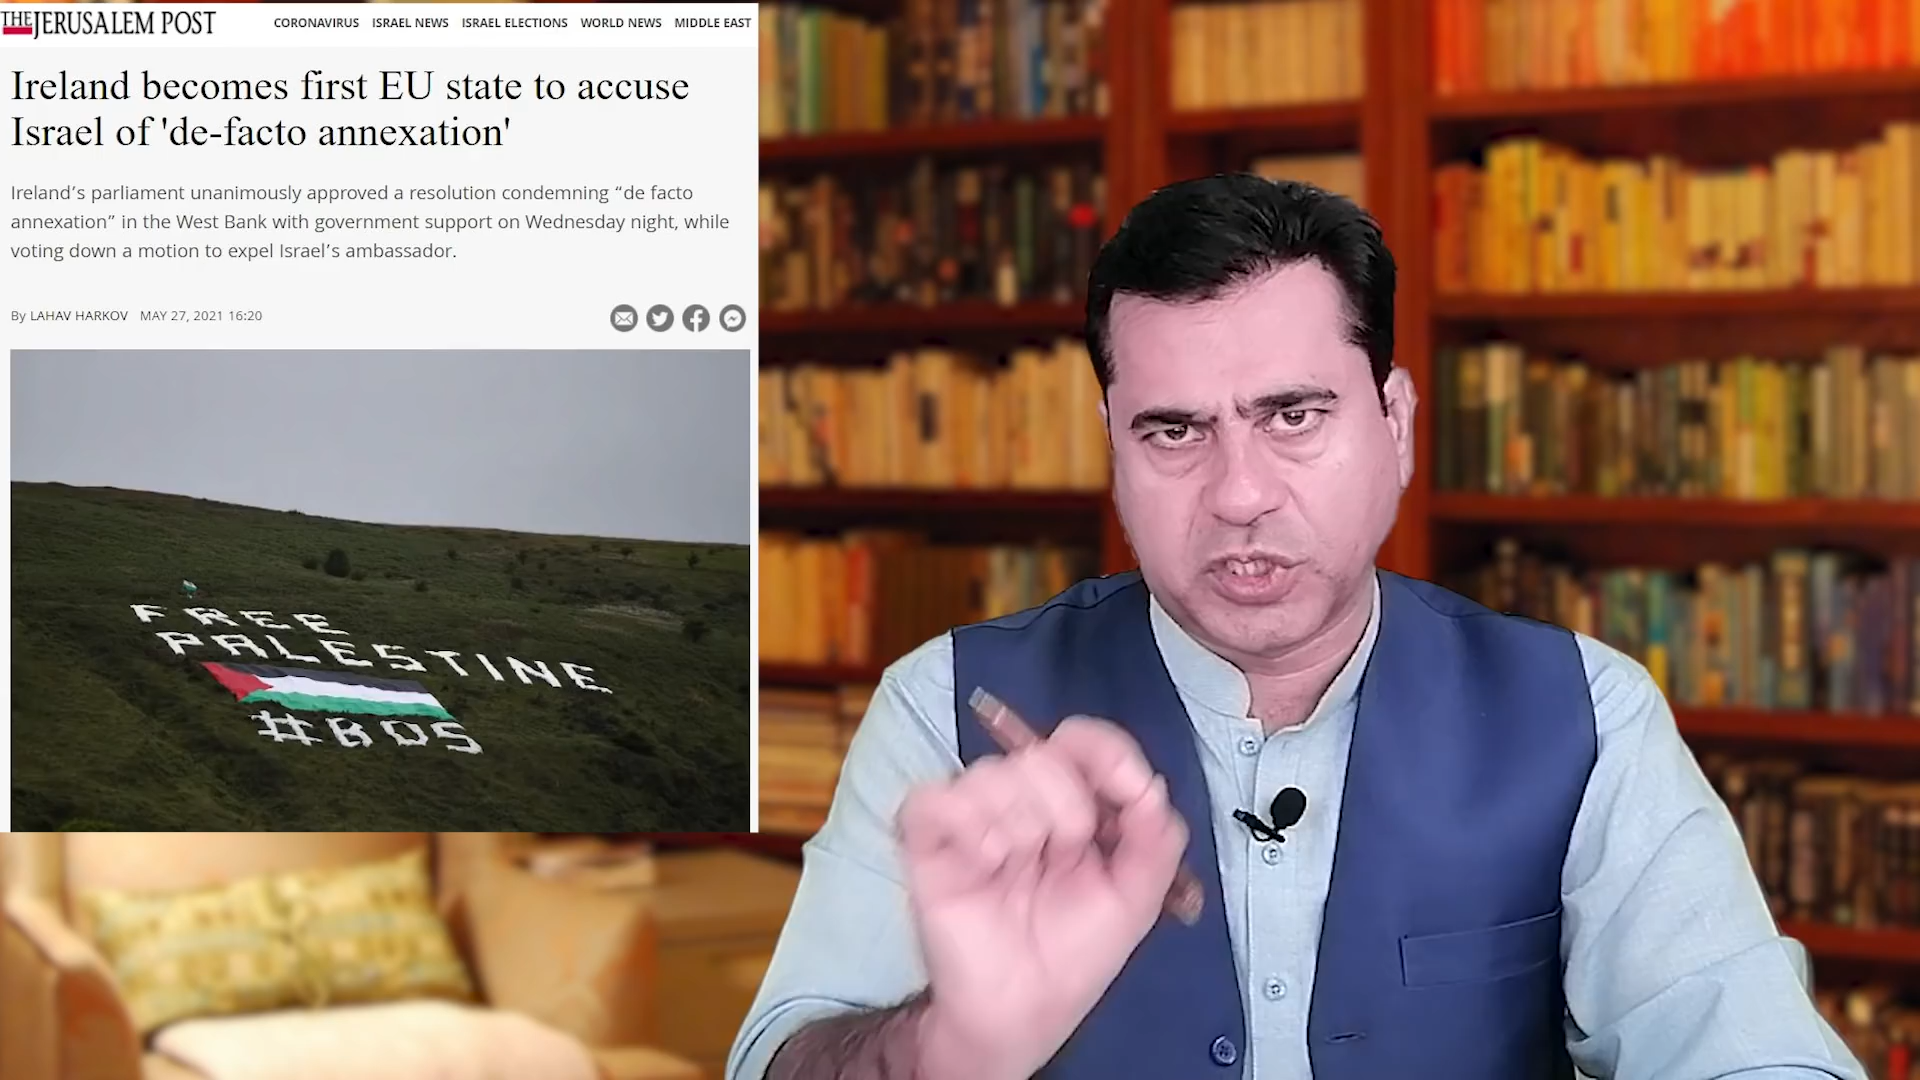 THE JERUSALEM POST
CORONAVIRUS ISRAEL NEWS ISRAEL ELECTIONS WORLD NEWS MIDDLE EAST
Ireland becomes first EU state to accuse
Israel of 'de-facto annexation'
Ireland's parliament unanimously approved a resolution condemning “de facto
annexation” in the West Bank with government support on Wednesday night, while
voting down a motion to expel Israel's ambassador.
By LAHAV HARKOV MAY 27, 2021 16:20
FREE
PALESTINE
#BDS